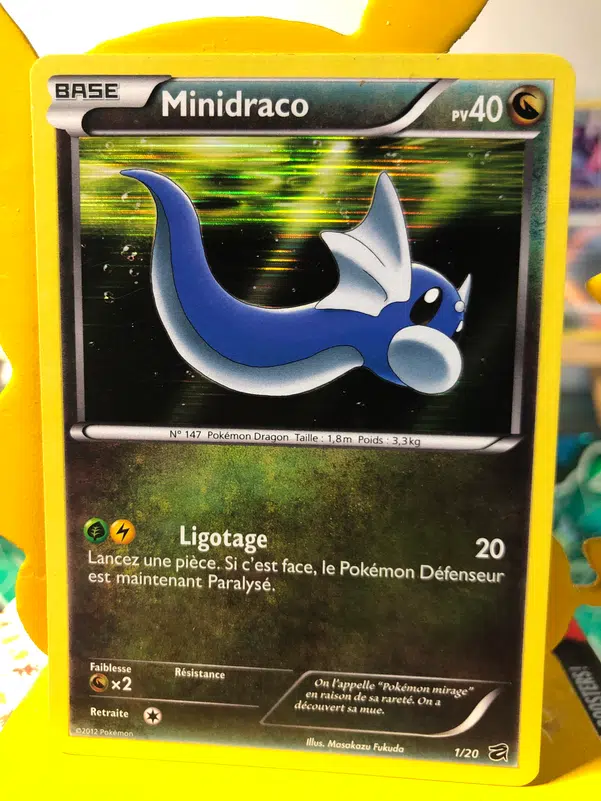 BASE
Minidraco
PV40
N° 147 Pokémon Dragon Taille : 1,8m Poids : 3,3kg
Ligotage 20
Lancez une pièce. Si c'est face, le Pokémon Défenseur
est maintenant Paralysé.
Faiblesse
×2
Résistance
Retraite
On l'appelle "Pokémon mirage"
en raison de sa rareté. On a
découvert sa mue.
©2012 Pokémon
Illus. Masakazu Fukuda
1/20